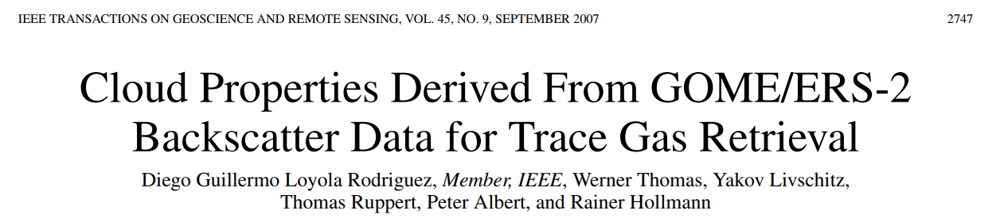 IEEE TRANSACTIONS ON GEOSCIENCE AND REMOTE SENSING, VOL. 45, NO. 9, SEPTEMBER 2007 2747
Cloud Properties Derived From GOME/ERS-2
Backscatter Data for Trace Gas Retrieval
Diego Guillermo Loyola Rodriguez, Member, IEEE, Werner Thomas, Yakov Livschitz,
Thomas Ruppert, Peter Albert, and Rainer Hollmann